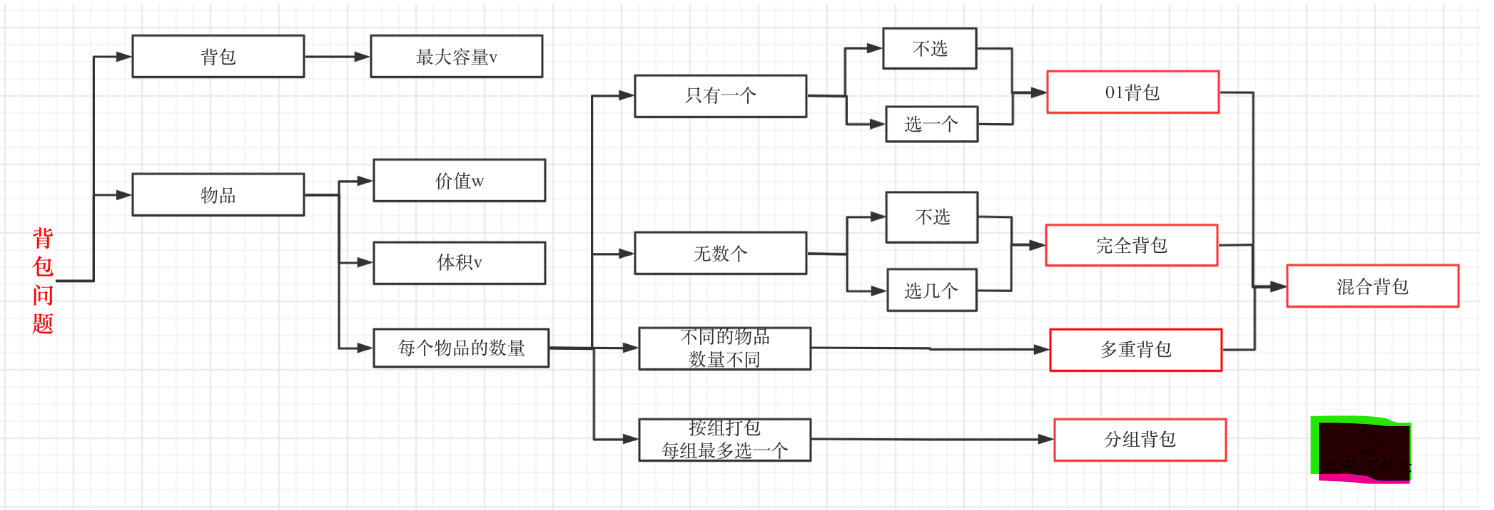 背
包
问
题
背包
最大容量v
物品
价值w
体积v
每个物品的数量
只有一个
不选
选一个
01背包
无数个
不选
选几个
完全背包
不同的物品
数量不同
多重背包
混合背包
按组打包
每组最多选一个
分组背包